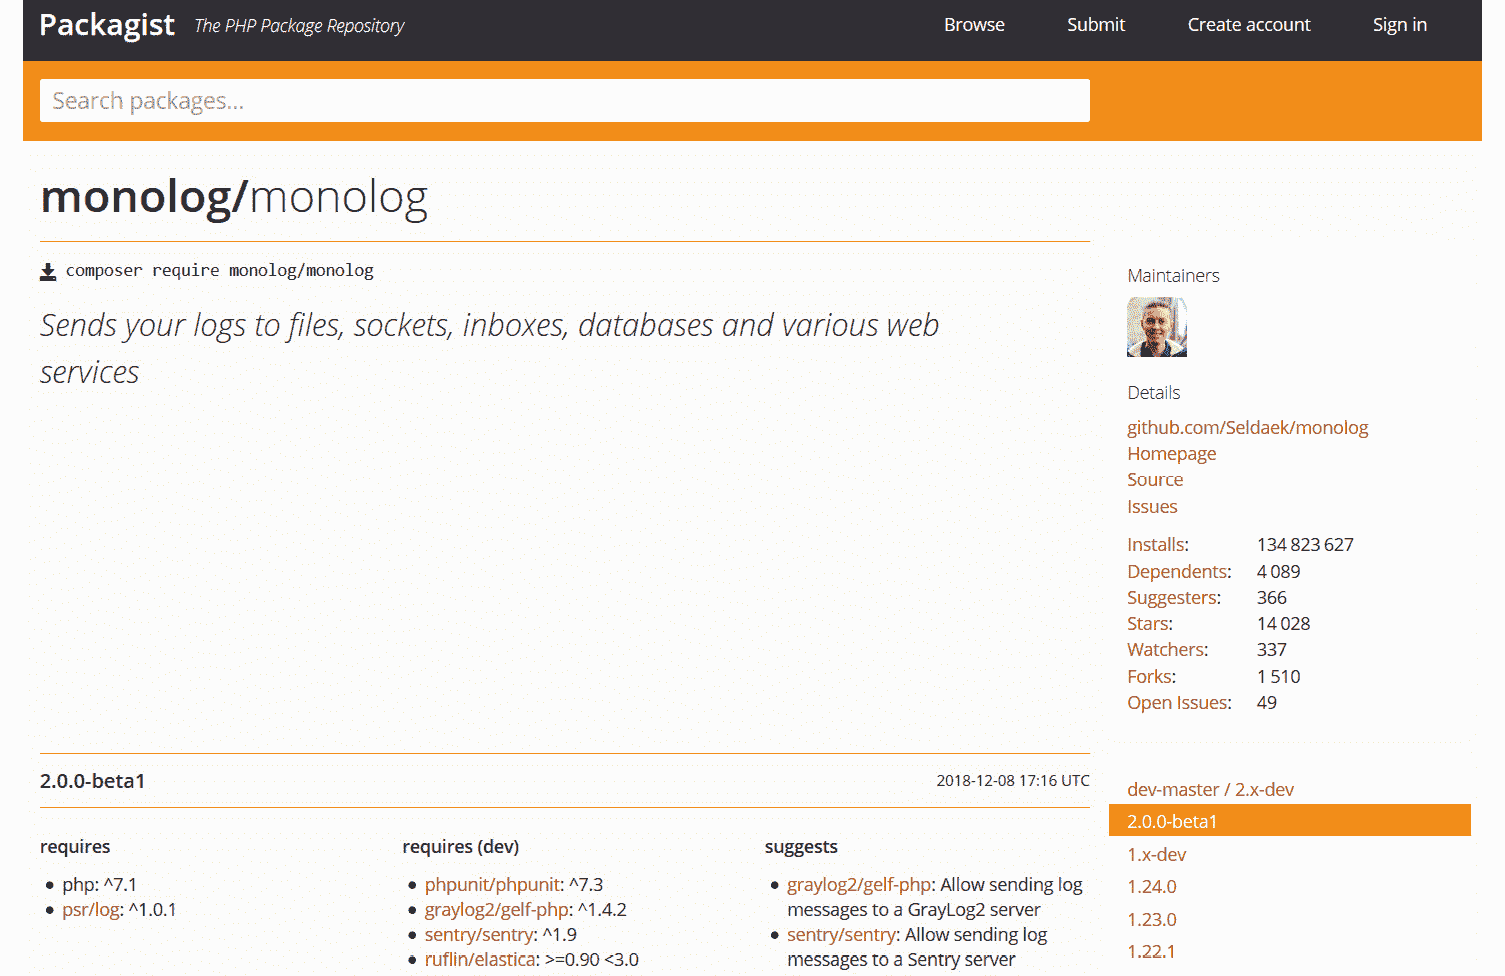 Packagist The PHP Package Repository
Browse Submit Create account Sign in
Search packages...
monolog/monolog
composer require monolog/monolog
Sends your logs to files, sockets, inboxes, databases and various web
services
Maintainers
Details
github.com/Seldaek/monolog
Homepage
Source
Issues
Installs: 134 823 627
Dependents: 4 089
Suggesters: 366
Stars: 14 028
Watchers: 337
Forks: 1 510
Open Issues: 49
2.0.0-beta1 2018-12-08 17:16 UTC
requires
php: ^7.1
psr/log: ^1.0.1
requires (dev)
phpunit/phpunit: ^7.3
graylog2/gelf-php: ^1.4.2
sentry/sentry: ^1.9
ruflin/elastica: >=0.90 <3.0
suggests
graylog2/gelf-php: Allow sending log
messages to a GrayLog2 server
sentry/sentry: Allow sending log
messages to a Sentry server
dev-master / 2.x-dev
2.0.0-beta1
1.x-dev
1.24.0
1.23.0
1.22.1